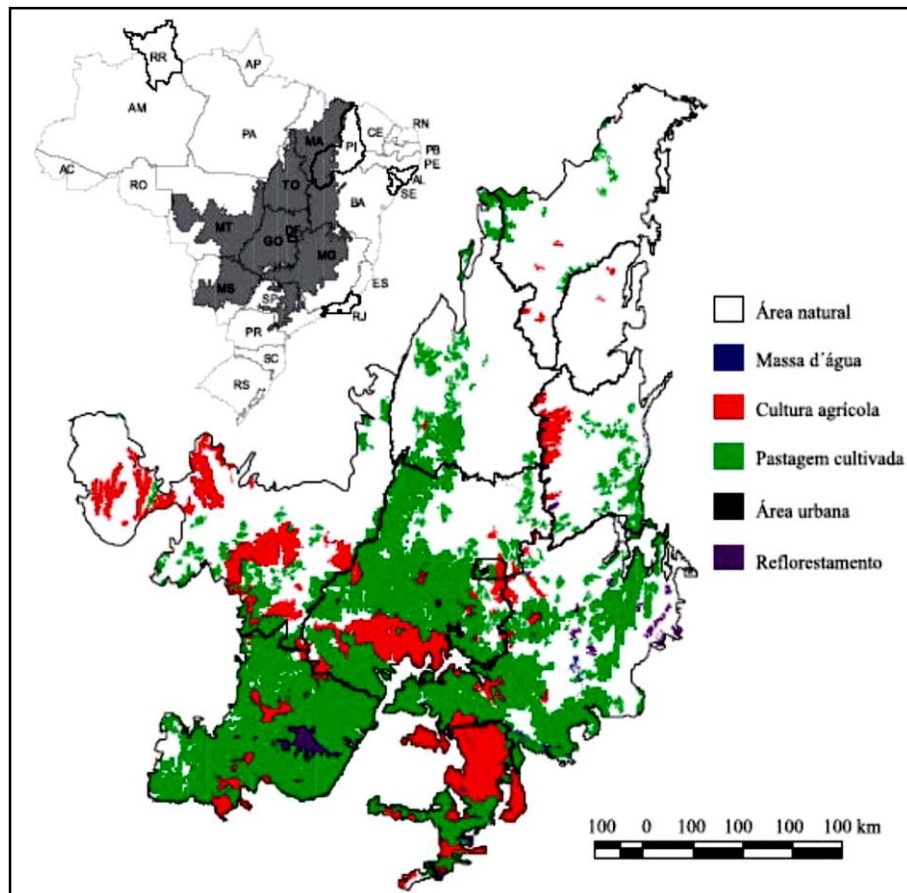 RR
AP
AM
PA
MA
CE
RN
PI
PB
PE
AC
TO
AL
SE
RO
BA
MT
DF
GO
MG
MS
ES
SP
RJ
PR
SC
RS
Área natural
Massa d´água
Cultura agrícola
Pastagem cultivada
Área urbana
Reflorestamento
100 0 100 100 100 km